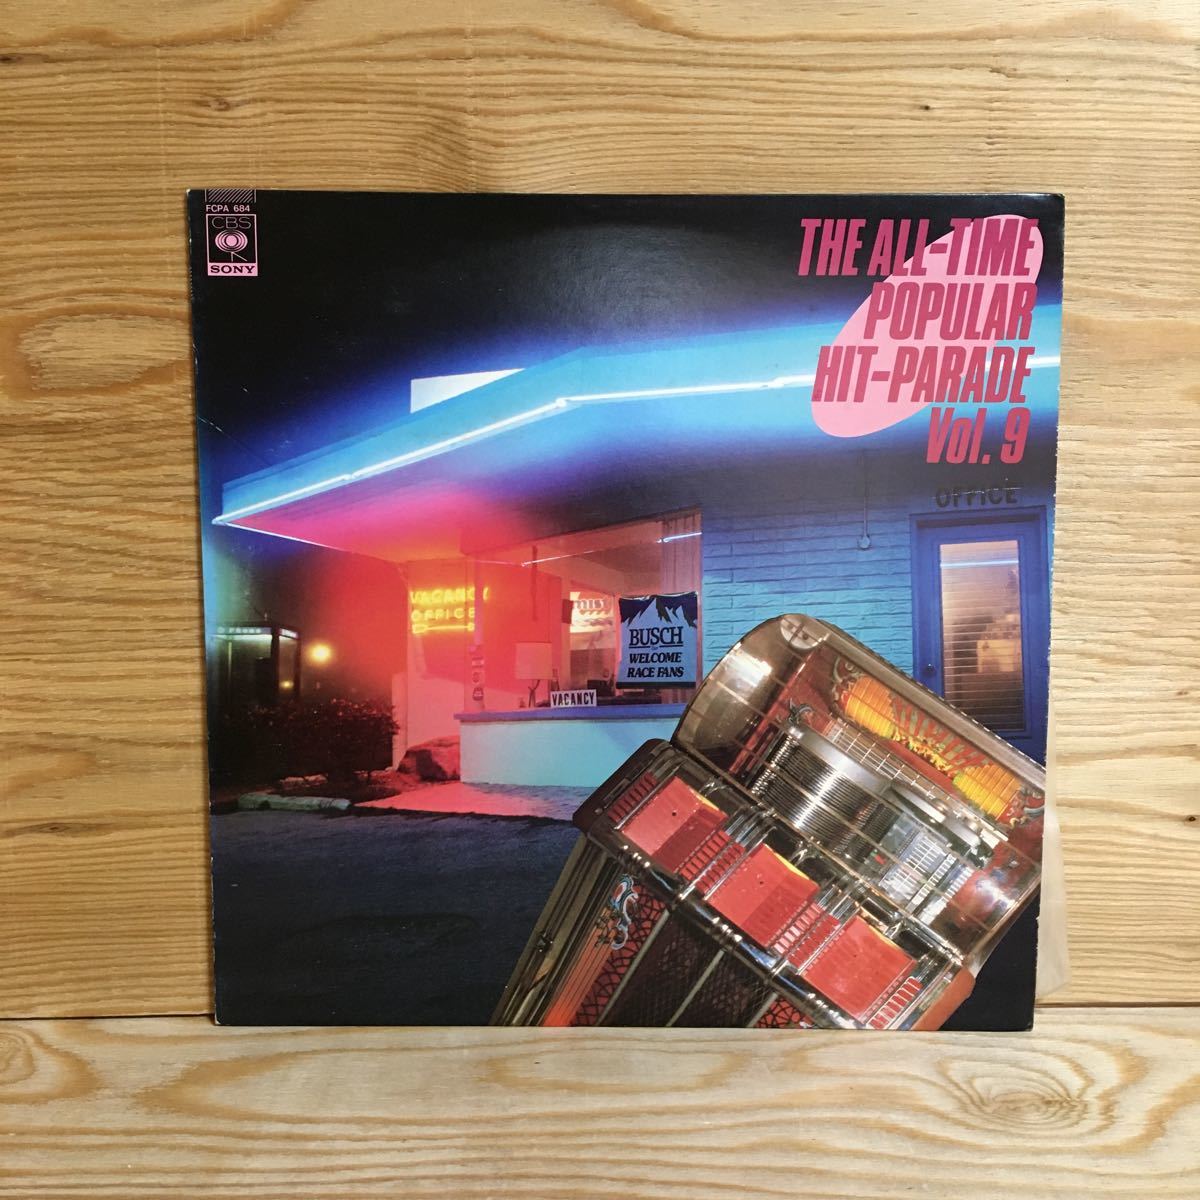 FCPA 684
CBS
SONY
THE ALL-TIME
POPULAR
HIT-PARADE
Vol. 9
OFFICE
VACANCY
OFFICE
PHONE
BUSCH
WELCOME
RACE FANS
VACANCY